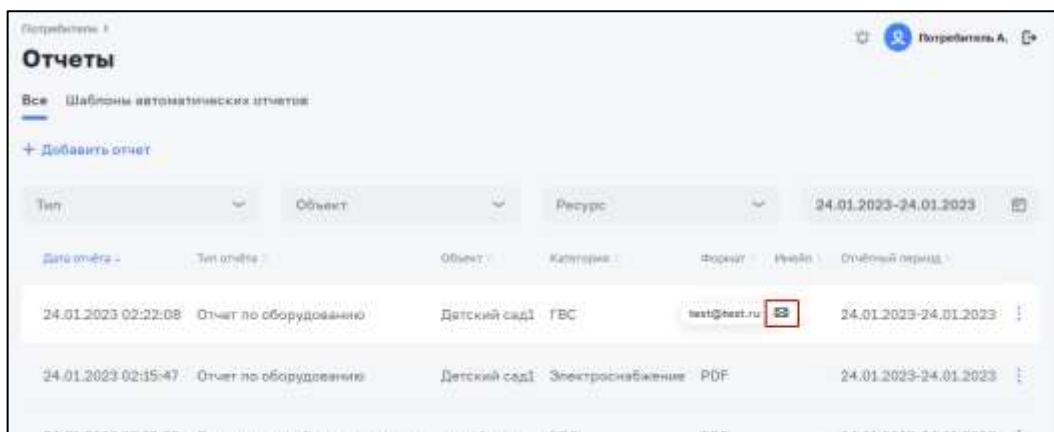 Потребители
Отчеты
Потребитель А.
Все Шаблоны автоматических отчетов
+ Добавить отчет
Тип Объект Ресурс 24.01.2023–24.01.2023
Дата отчёта Тип отчёта Объект Категория Формат Имейл Отчётный период
24.01.2023 02:22:08 Отчет по оборудованию Детский сад1 ГВС test@test.ru 24.01.2023-24.01.2023
24.01.2023 02:15:47 Отчет по оборудованию Детский сад1 Электроснабжение PDF 24.01.2023-24.01.2023